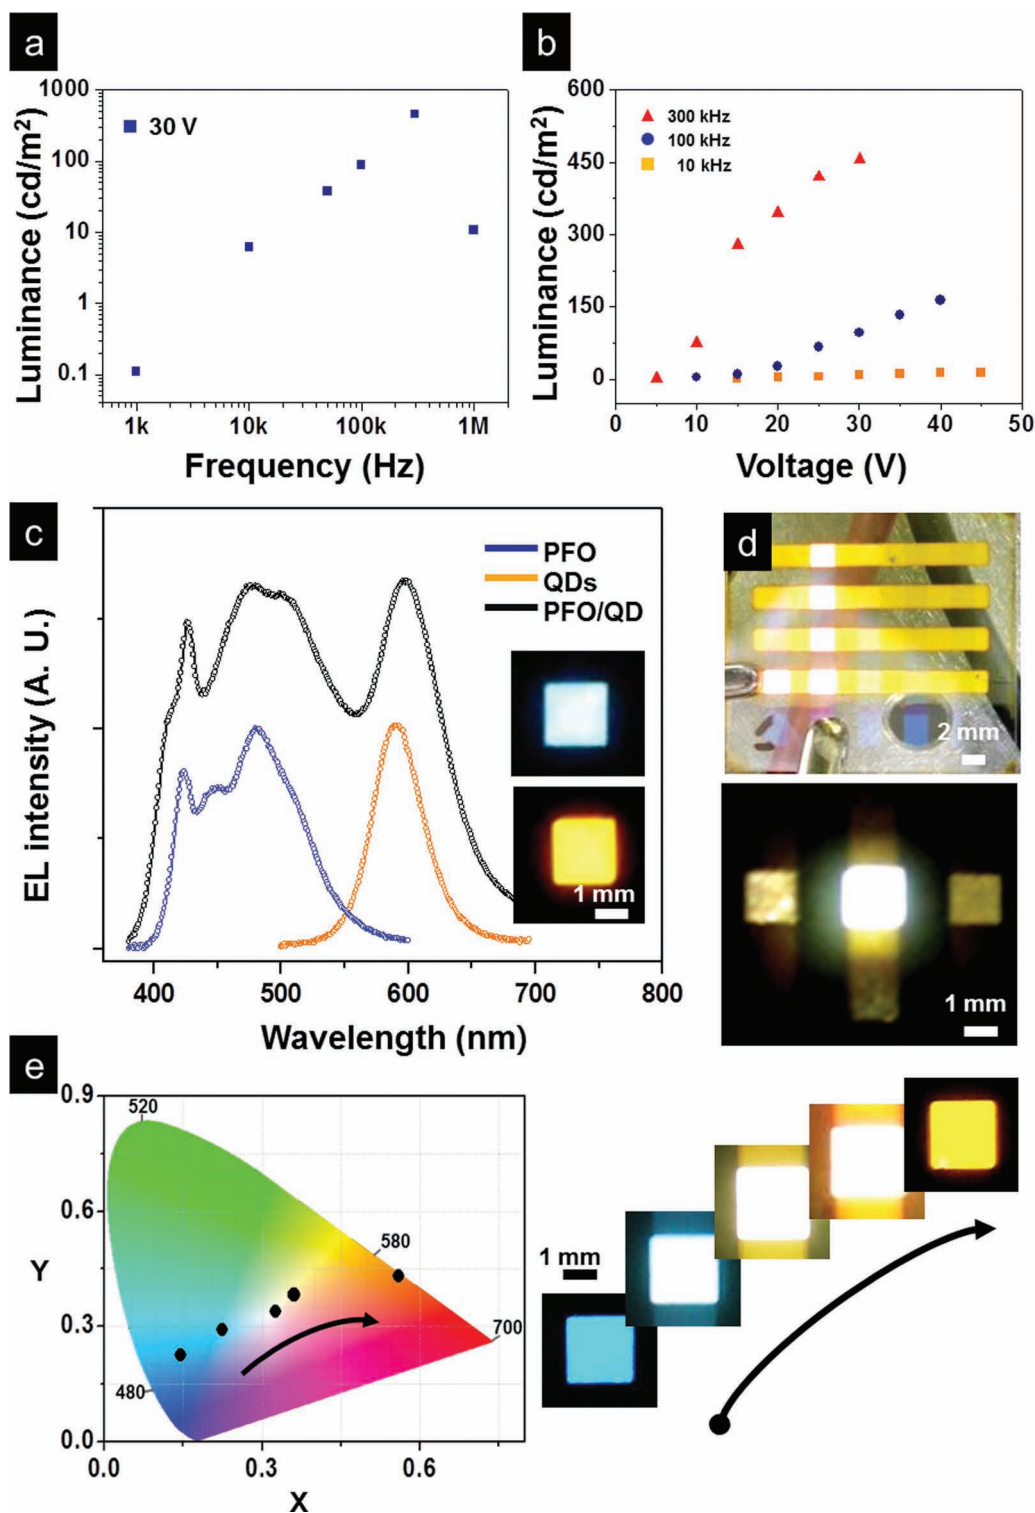 a
1000
100
10
1
0.1
Luminance (cd/m²)
30 V
1k
10k
100k
1M
Frequency (Hz)
b
600
450
300
150
0
Luminance (cd/m²)
300 kHz
100 kHz
10 kHz
0
10
20
30
40
50
Voltage (V)
c
EL intensity (A. U.)
PFO
QDs
PFO/QD
1 mm
400
500
600
700
800
Wavelength (nm)
d
2 mm
1 mm
e
0.9
0.6
0.3
0.0
Y
520
580
700
480
0.0
0.3
0.6
X
1 mm